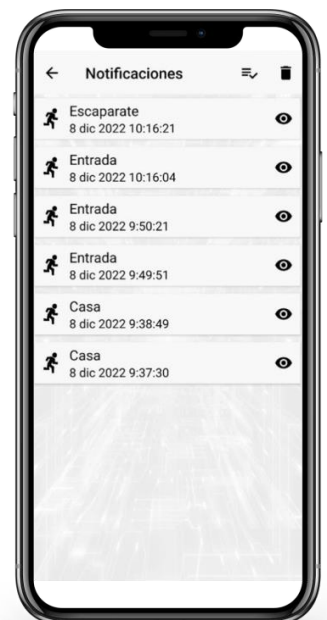 Notificaciones
Escaparate
8 dic 2022 10:16:21
Entrada
8 dic 2022 10:16:04
Entrada
8 dic 2022 9:50:21
Entrada
8 dic 2022 9:49:51
Casa
8 dic 2022 9:38:49
Casa
8 dic 2022 9:37:30